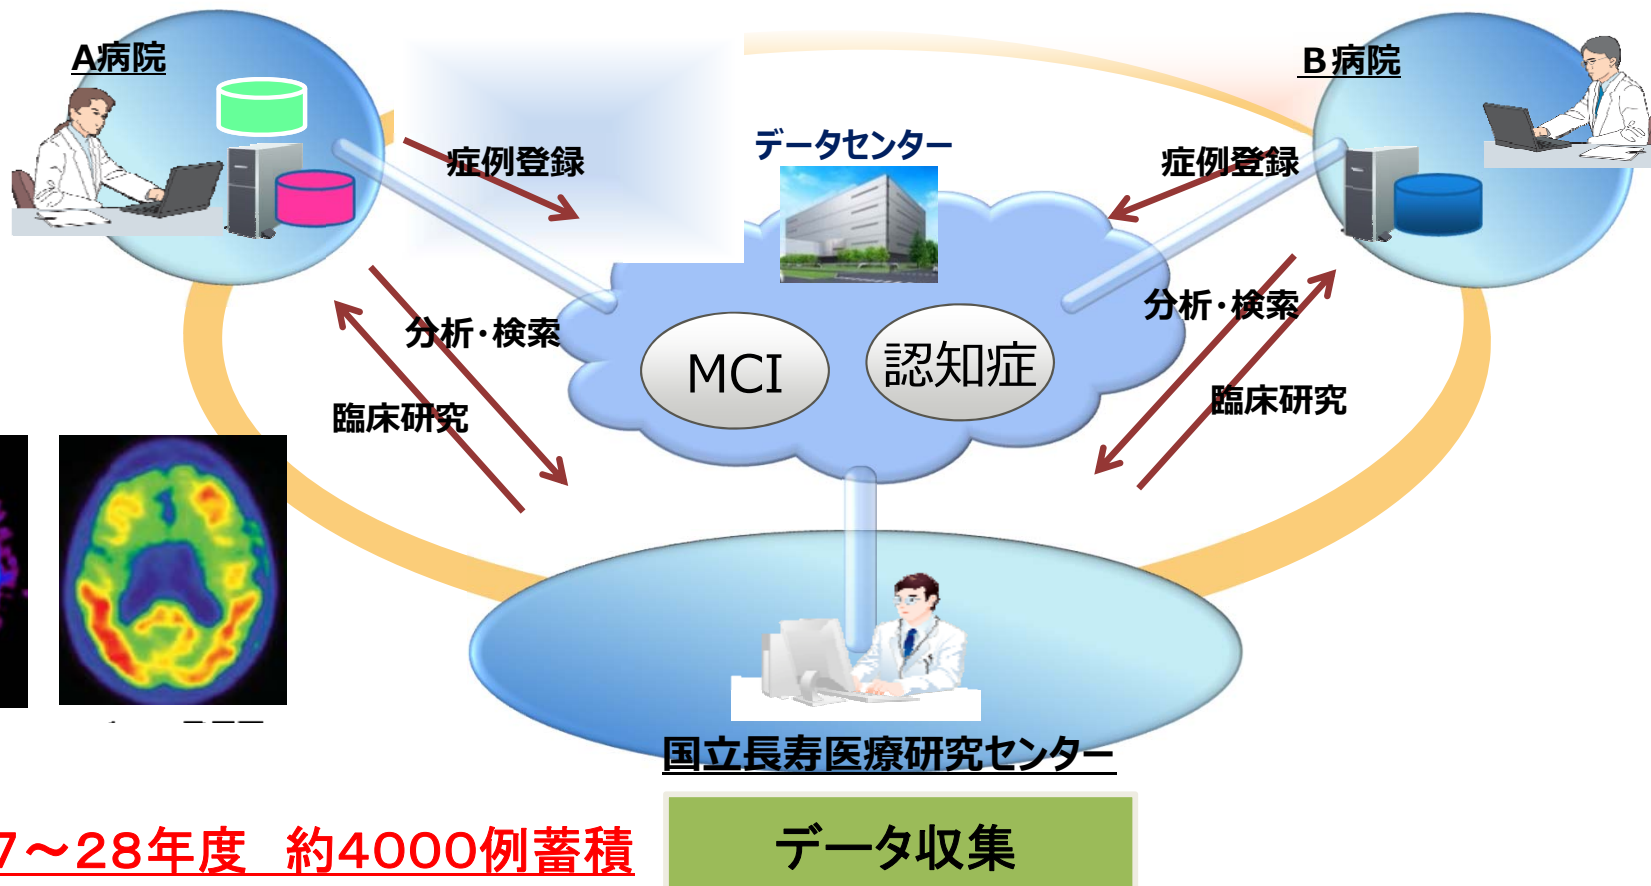 A病院
B病院
データセンター
症例登録
症例登録
分析・検索
分析・検索
MCI
認知症
臨床研究
臨床研究
国立長寿医療研究センター
7～28年度　約4000例蓄積
データ収集